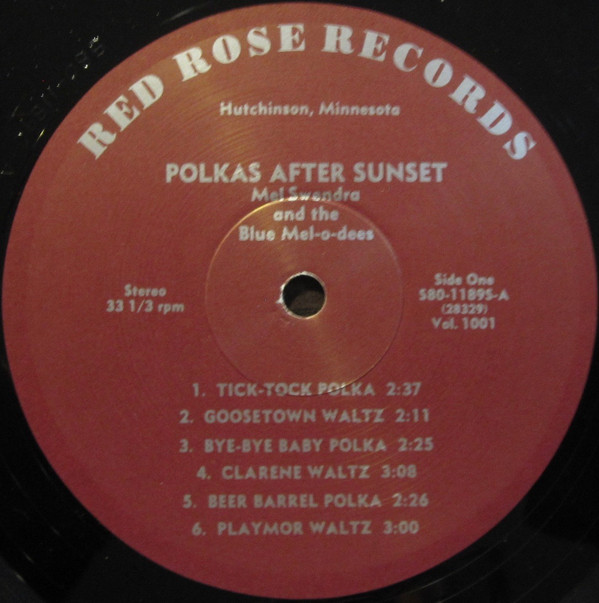 RED ROSE RECORDS
Hutchinson, Minnesota
POLKAS AFTER SUNSET
Mel Swendra
and the
Blue Mel-o-dees
Stereo
33 1/3 rpm
Side One
S80-1189S-A
(28329)
Vol. 1001
1. TICK-TOCK POLKA 2:37
2. GOOSETOWN WALTZ 2:11
3. BYE-BYE BABY POLKA 2:25
4. CLARENE WALTZ 3:08
5. BEER BARREL POLKA 2:26
6. PLAYMOR WALTZ 3:00